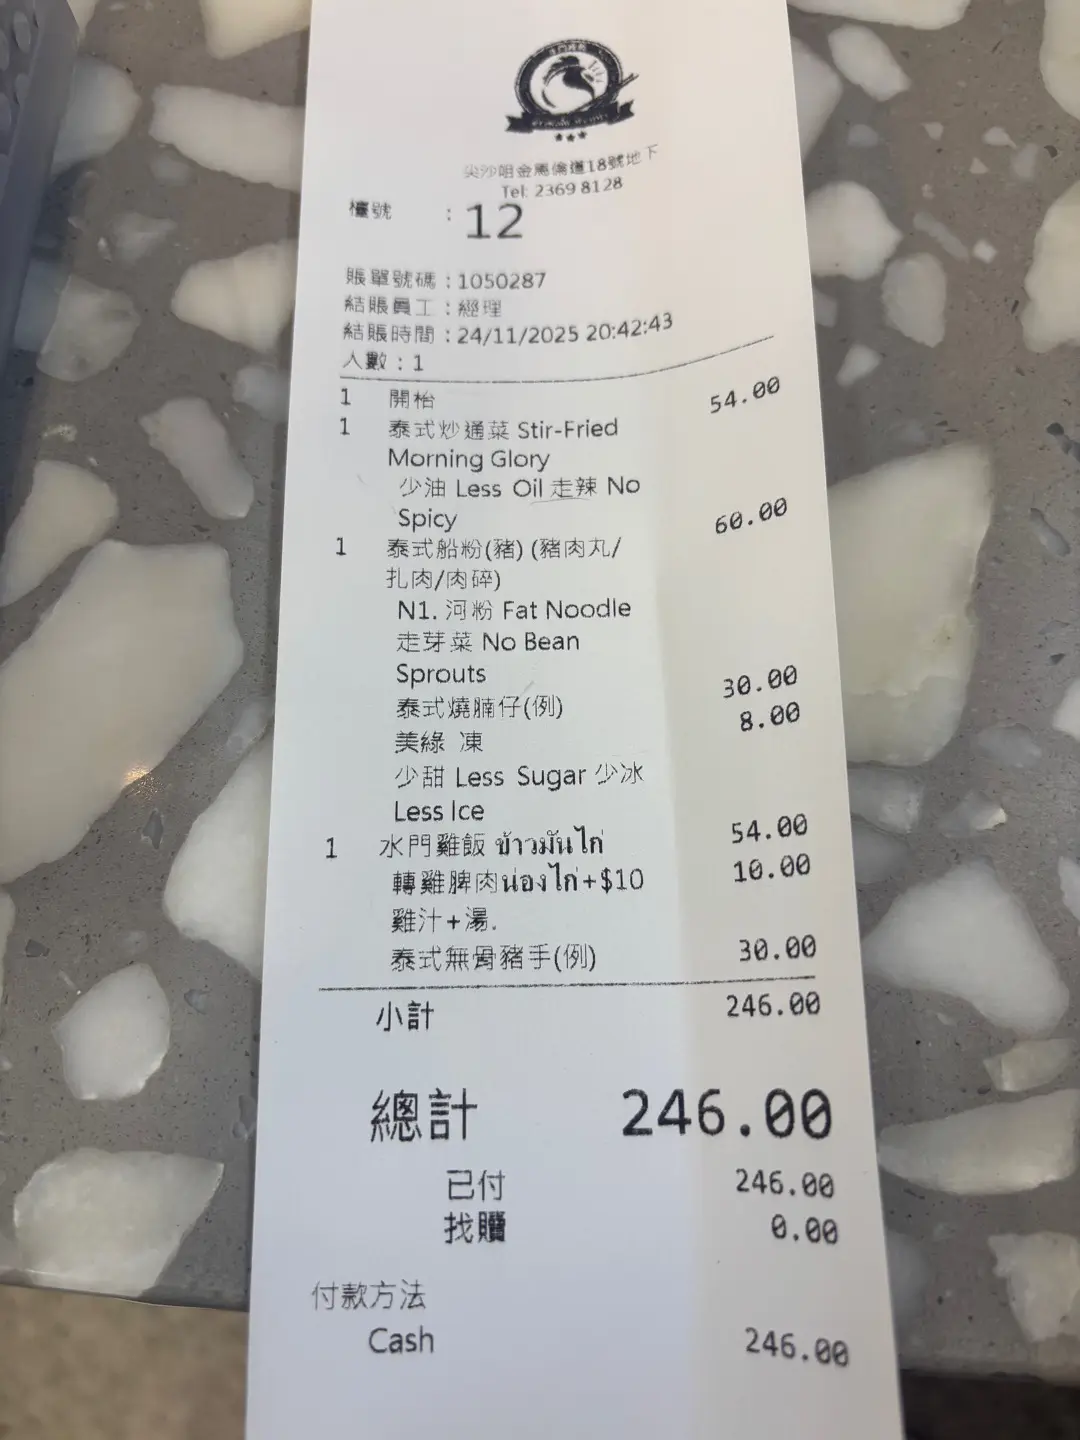 水門雞飯
尖沙咀金馬倫道18號地下
Tel: 2369 8128
檯號 : 12
賬單號碼 : 1050287
結賬員工 : 經理
結賬時間 : 24/11/2025 20:42:43
人數 : 1
1 開枱
1 泰式炒通菜 Stir-Fried 54.00
Morning Glory
少油 Less Oil 走辣 No
Spicy
1 泰式船粉(豬) (豬肉丸/ 60.00
扎肉/肉碎)
N1. 河粉 Fat Noodle
走芽菜 No Bean
Sprouts
泰式燒腩仔(例) 30.00
美綠 凍 8.00
少甜 Less Sugar 少冰
Less Ice
1 水門雞飯 ข้าวมันไก่ 54.00
轉雞脾肉น่องไก่+$10 10.00
雞汁+湯.
泰式無骨豬手(例) 30.00
小計 246.00
總計 246.00
已付 246.00
找贖 0.00
付款方法
Cash 246.00